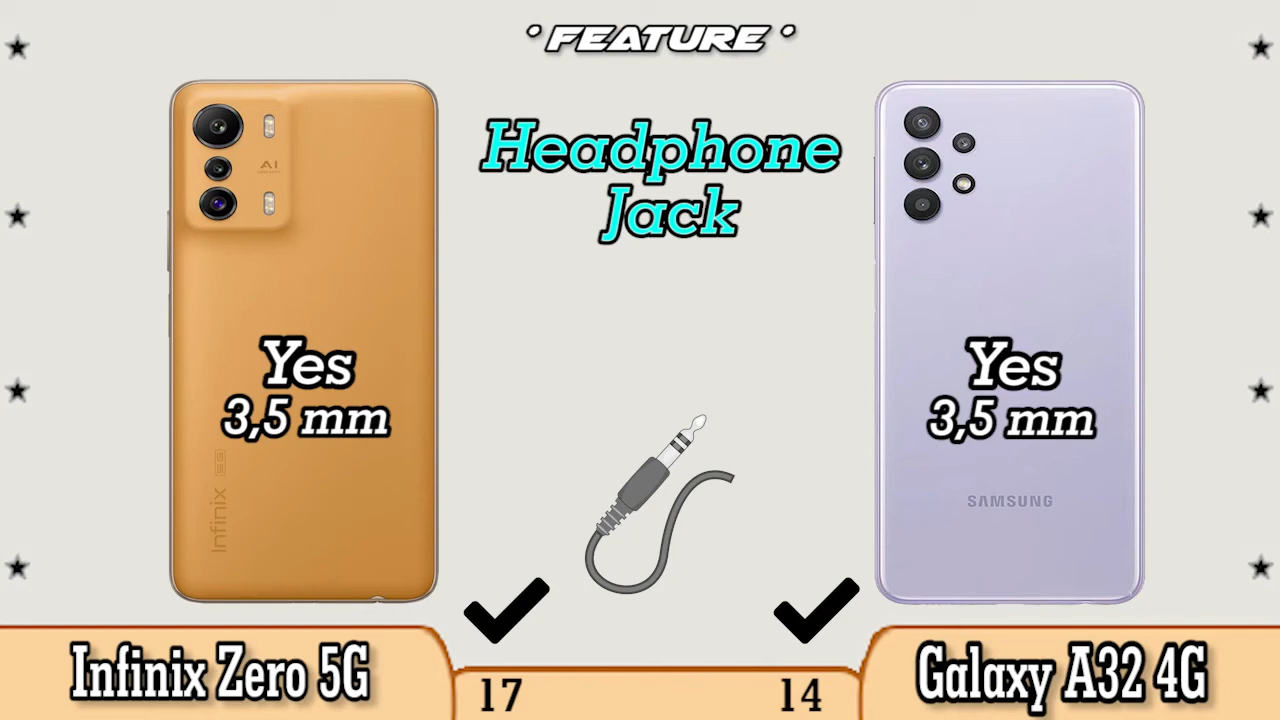 * FEATURE *
Headphone
Jack
AI
Yes
3,5 mm
Infinix 5G
Yes
3,5 mm
SAMSUNG
Infinix Zero 5G
17
14
Galaxy A32 4G